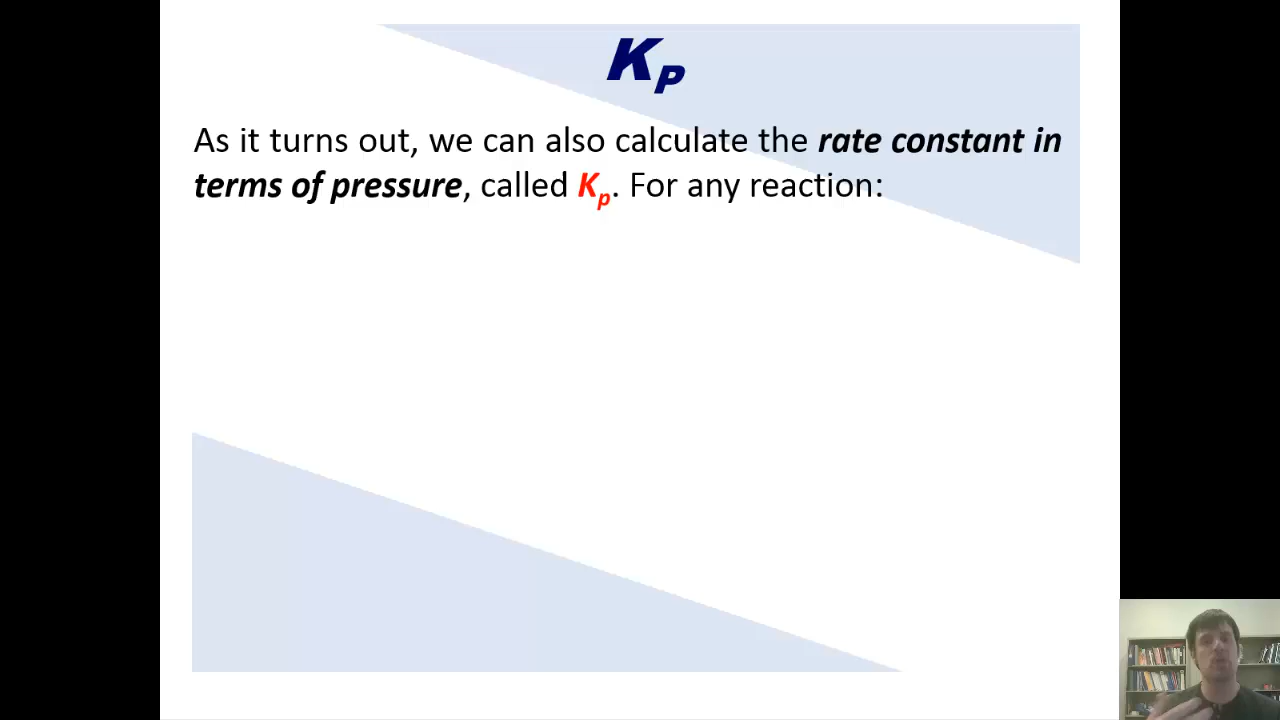 Kp
As it turns out, we can also calculate the rate constant in
terms of pressure, called Kp. For any reaction: